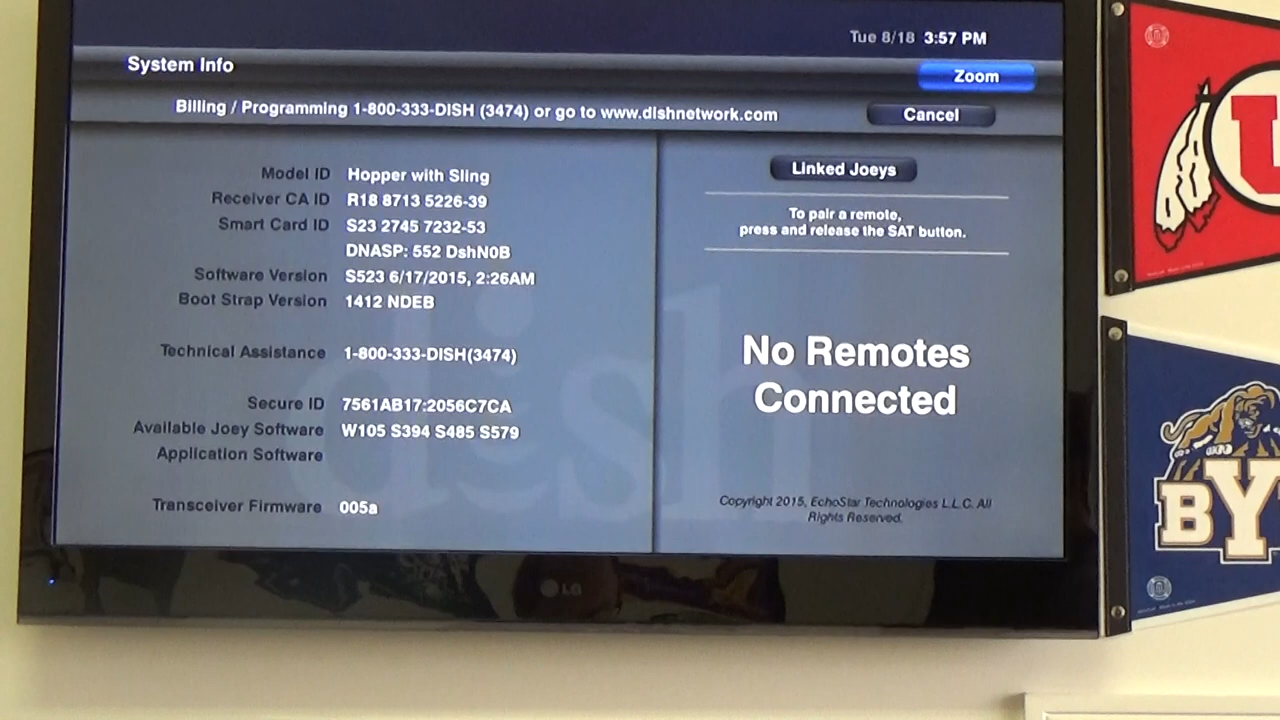 Tue 8/18 3:57 PM
System Info
Zoom
Billing / Programming 1-800-333-DISH (3474) or go to www.dishnetwork.com
Cancel
Model ID Hopper with Sling
Receiver CA ID R18 8713 5226-39
Smart Card ID S23 2745 7232-53
DNASP: 552 DshN0B
Software Version S523 6/17/2015, 2:26AM
Boot Strap Version 1412 NDEB
Technical Assistance 1-800-333-DISH(3474)
Secure ID 7561AB17:2056C7CA
Available Joey Software W105 S394 S485 S579
Application Software
Transceiver Firmware 005a
Linked Joeys
To pair a remote,
press and release the SAT button.
No Remotes
Connected
Copyright 2015, EchoStar Technologies L.L.C. All
Rights Reserved.
dish
LG
U
BY